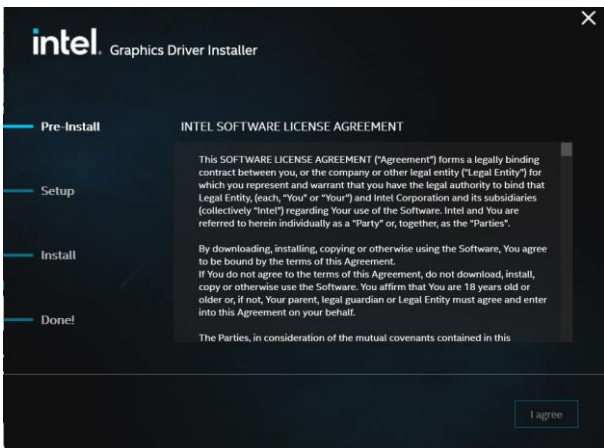 intel. Graphics Driver Installer
Pre-Install
INTEL SOFTWARE LICENSE AGREEMENT
This SOFTWARE LICENSE AGREEMENT ("Agreement") forms a legally binding
contract between you, or the company or other legal entity ("Legal Entity") for
which you represent and warrant that you have the legal authority to bind that
Legal Entity, (each, "You" or "Your") and Intel Corporation and its subsidiaries
(collectively "Intel") regarding Your use of the Software. Intel and You are
referred to herein individually as a "Party" or, together, as the "Parties".
By downloading, installing, copying or otherwise using the Software, You agree
to be bound by the terms of this Agreement.
If You do not agree to the terms of this Agreement, do not download, install,
copy or otherwise use the Software. You affirm that You are 18 years old or
older or, if not, Your parent, legal guardian or Legal Entity must agree and enter
into this Agreement on your behalf.
The Parties, in consideration of the mutual covenants contained in this
Setup
Install
Done!
I agree